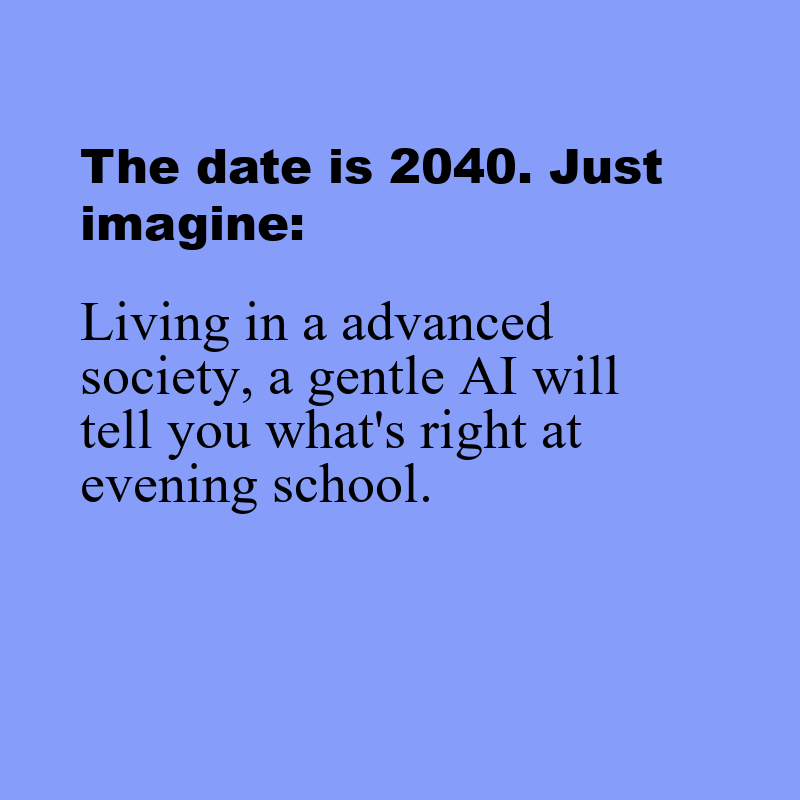 The date is 2040. Just
imagine:
Living in a advanced
society, a gentle AI will
tell you what's right at
evening school.